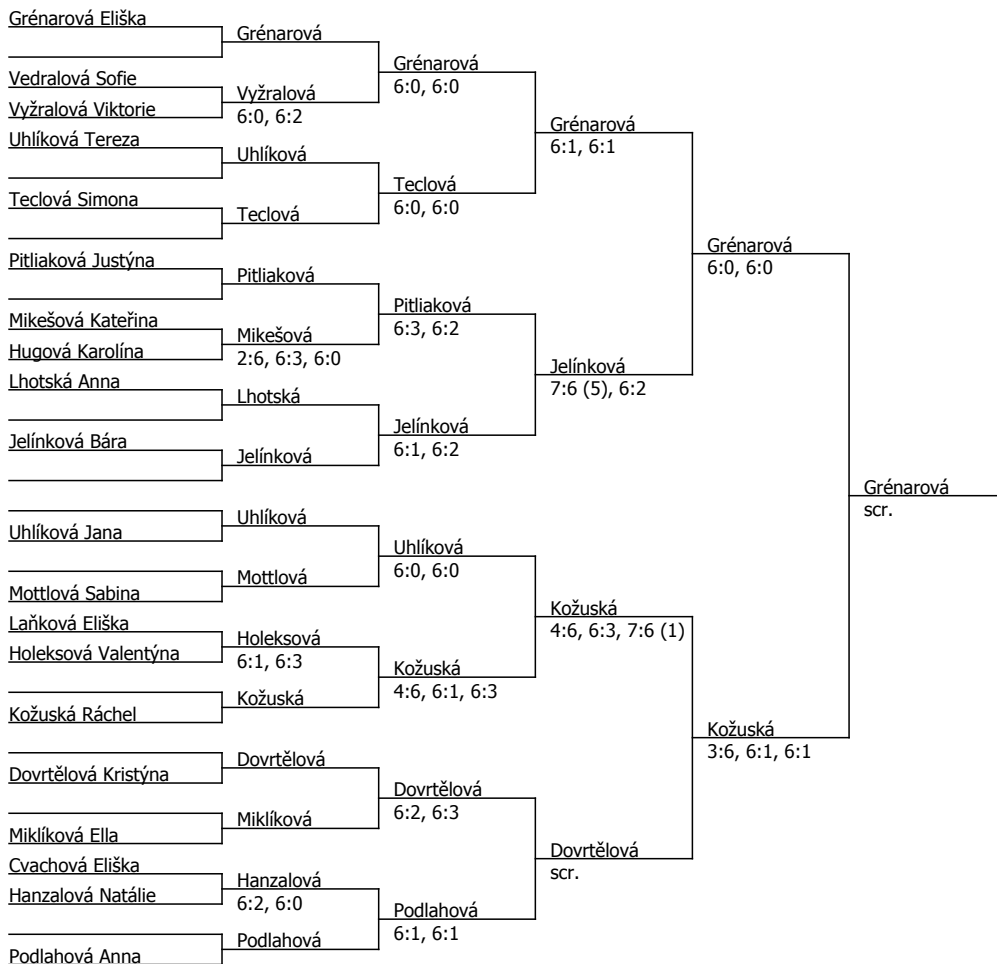 Grénarová Eliška
Vedralová Sofie
Vyžralová Viktorie
Uhlíková Tereza
Teclová Simona
Pitliaková Justýna
Mikešová Kateřina
Hugová Karolína
Lhotská Anna
Jelínková Bára
Uhlíková Jana
Mottlová Sabina
Laňková Eliška
Holeksová Valentýna
Kožuská Ráchel
Dovrtělová Kristýna
Miklíková Ella
Cvachová Eliška
Hanzalová Natálie
Podlahová Anna
Grénarová
Vyžralová
6:0, 6:2
Uhlíková
Teclová
Pitliaková
Mikešová
2:6, 6:3, 6:0
Lhotská
Jelínková
Uhlíková
Mottlová
Holeksová
6:1, 6:3
Kožuská
Dovrtělová
Miklíková
Hanzalová
6:2, 6:0
Podlahová
Grénarová
6:0, 6:0
Teclová
6:0, 6:0
Pitliaková
6:3, 6:2
Jelínková
6:1, 6:2
Uhlíková
6:0, 6:0
Kožuská
4:6, 6:1, 6:3
Dovrtělová
6:2, 6:3
Podlahová
6:1, 6:1
Grénarová
6:1, 6:1
Jelínková
7:6 (5), 6:2
Kožuská
4:6, 6:3, 7:6 (1)
Dovrtělová
scr.
Grénarová
6:0, 6:0
Kožuská
3:6, 6:1, 6:1
Grénarová
scr.